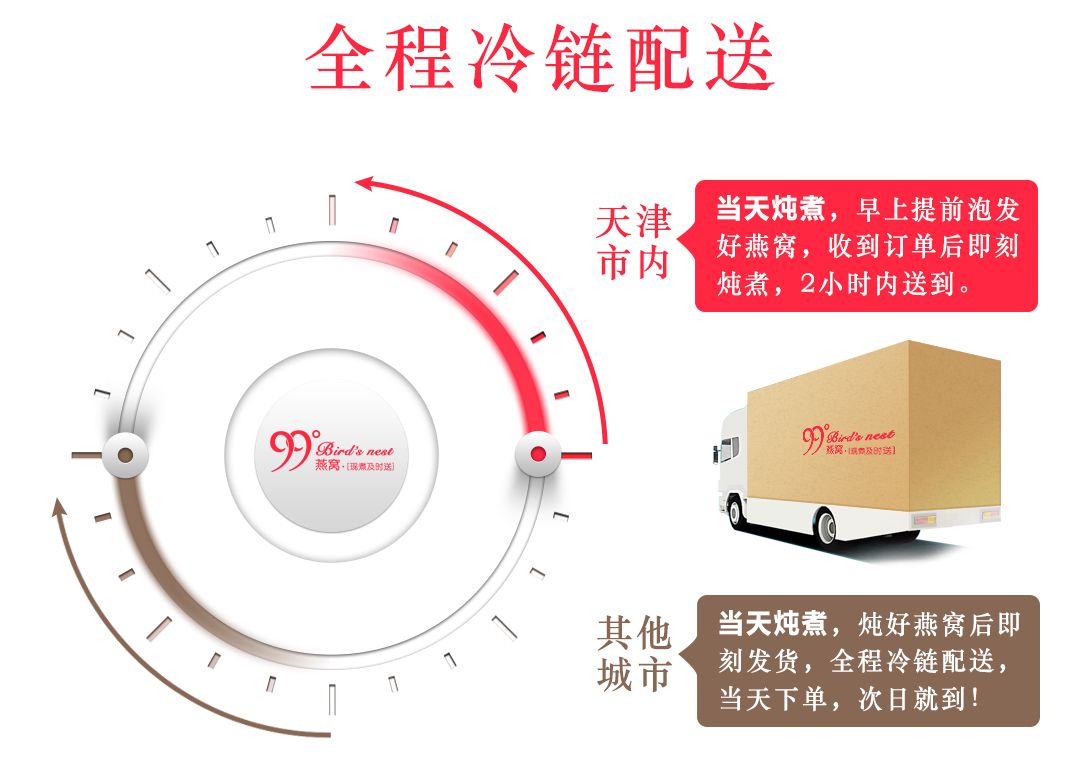 全程冷链配送
天津
市内
当天炖煮，早上提前泡发
好燕窝，收到订单后即刻
炖煮，2小时内送到。
99°
Bird's nest
燕窝·[现煮及时送]
99°
Bird's nest
燕窝·[现煮及时送]
其他
城市
当天炖煮，炖好燕窝后即
刻发货，全程冷链配送，
当天下单，次日就到！